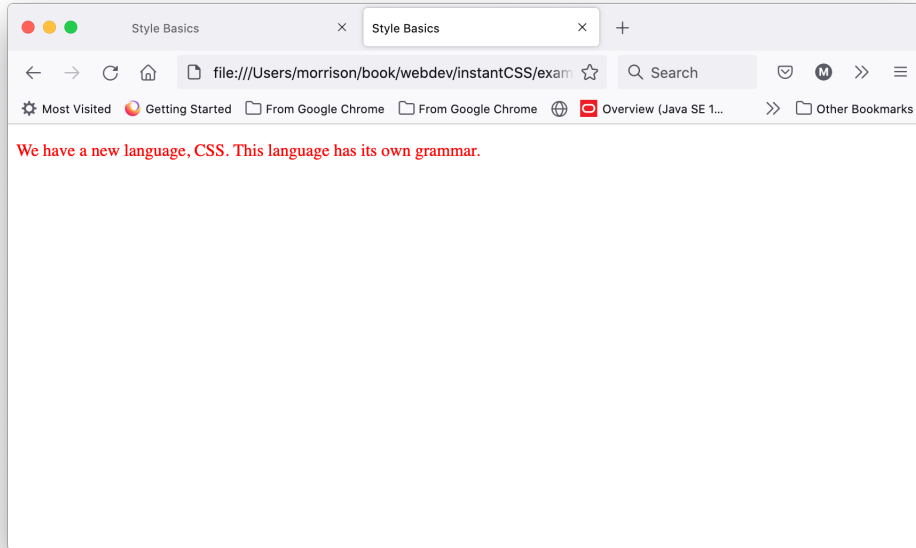 Style Basics
Style Basics
file:///Users/morrison/book/webdev/instantCSS/exam
Search
M
Most Visited
Getting Started
From Google Chrome
From Google Chrome
Overview (Java SE 1...
Other Bookmarks
We have a new language, CSS. This language has its own grammar.